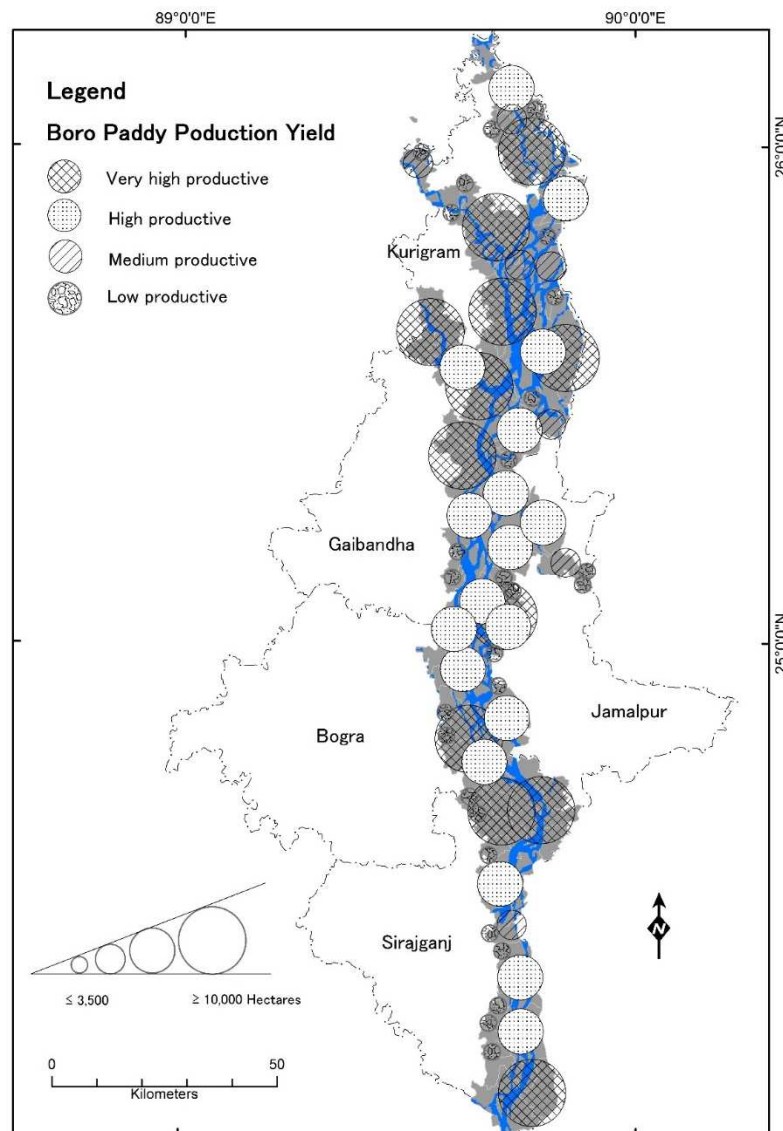 89°0'0"E
90°0'0"E
Legend
Boro Paddy Poduction Yield
Very high productive
High productive
Medium productive
Low productive
26°0'0"N
Kurigram
Gaibandha
25°0'0"N
Jamalpur
Bogra
Sirajganj
N
≤ 3,500
≥ 10,000 Hectares
0
50
Kilometers